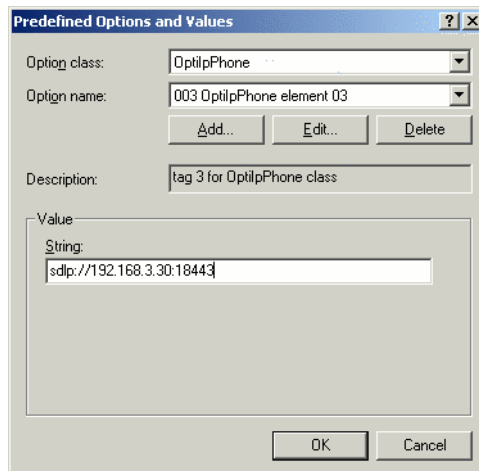 Predefined Options and Values
Option class:
OptiIpPhone
Option name:
003 OptiIpPhone element 03
Add...
Edit...
Delete
Description:
tag 3 for OptiIpPhone class
Value
String:
sdlp://192.168.3.30:18443
OK
Cancel